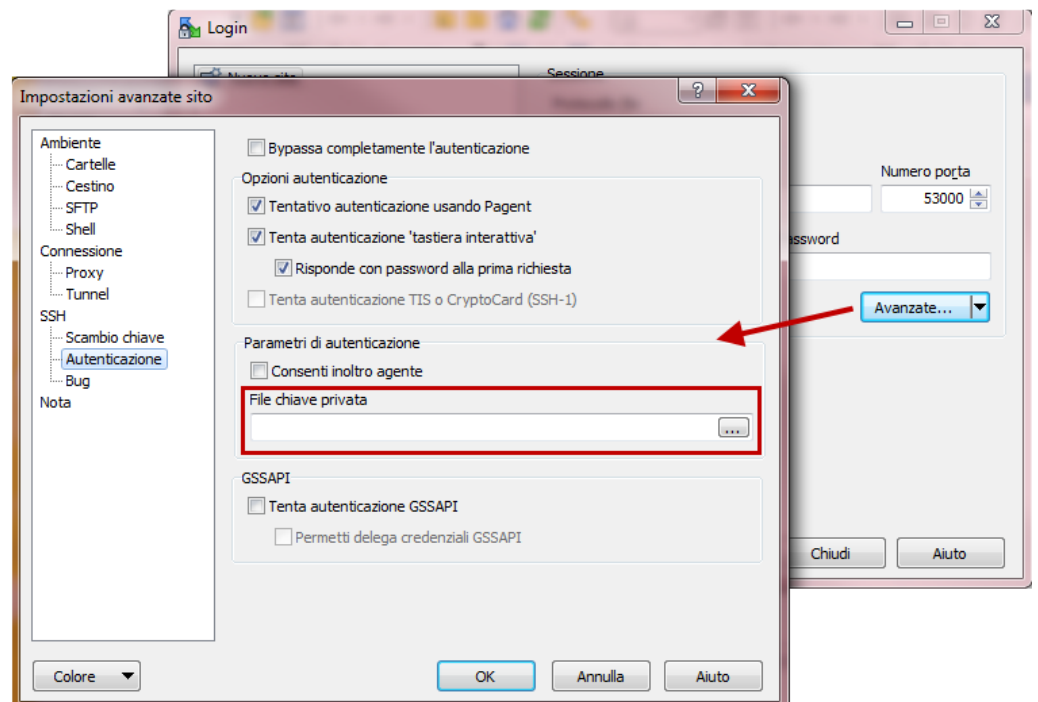 Login
Nuovo sito
Sessione
Numero porta
53000
assword
Avanzate...
Chiudi
Aiuto
Impostazioni avanzate sito
Ambiente
Cartelle
Cestino
SFTP
Shell
Connessione
Proxy
Tunnel
SSH
Scambio chiave
Autenticazione
Bug
Nota
Bypassa completamente l'autenticazione
Opzioni autenticazione
Tentativo autenticazione usando Pagent
Tenta autenticazione 'tastiera interattiva'
Risponde con password alla prima richiesta
Tenta autenticazione TIS o CryptoCard (SSH-1)
Parametri di autenticazione
Consenti inoltro agente
File chiave privata
...
GSSAPI
Tenta autenticazione GSSAPI
Permetti delega credenziali GSSAPI
Colore
OK
Annulla
Aiuto